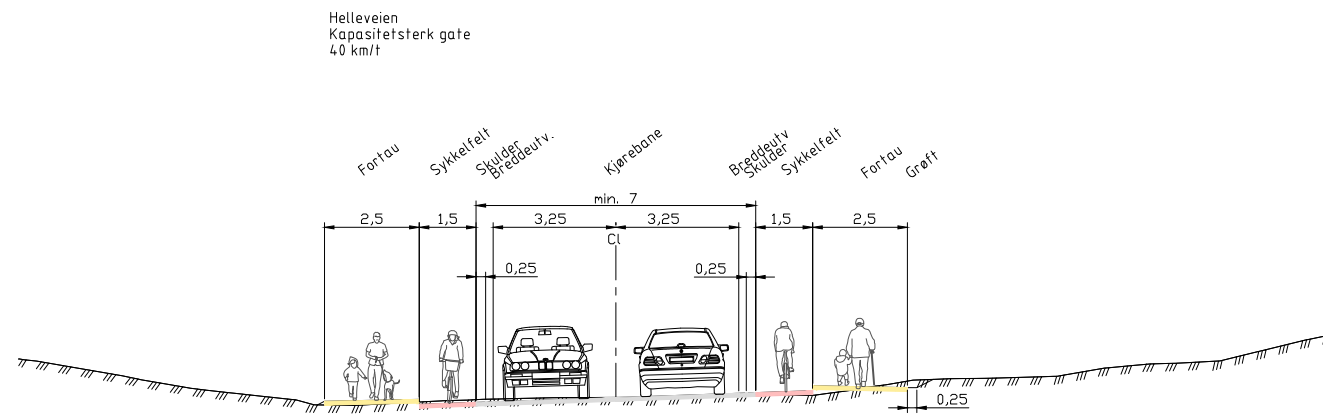 Helleveien
Kapasitetsterk gate
40 km/t
Fortau
Sykkelfelt
Skulder
Breddeutv.
Kjørebane
Breddeutv
Skulder
Sykkelfelt
Fortau
Grøft
min. 7
2,5 1,5 3,25 3,25 1,5 2,5
Cl
0,25 0,25
0,25